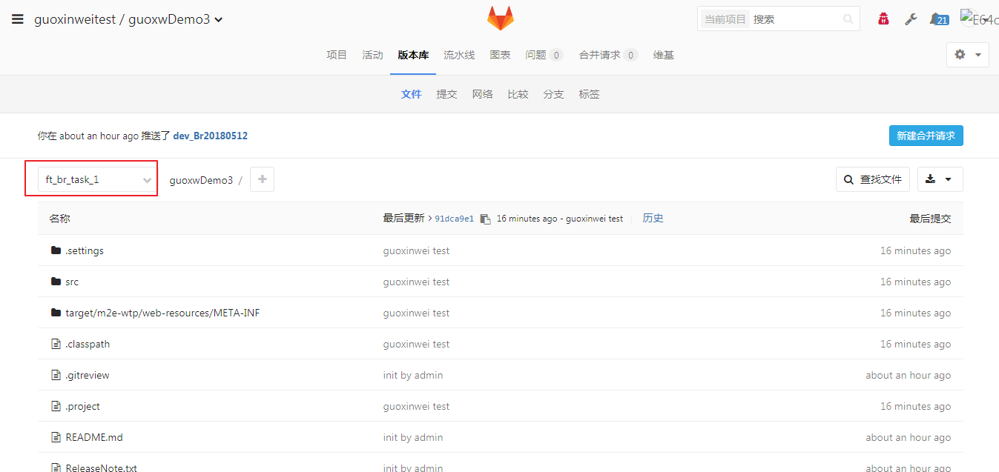 guoxinweitest / guoxwDemo3
当前项目 搜索
21
E64c
项目 活动 版本库 流水线 图表 问题 0 合并请求 0 维基
文件 提交 网络 比较 分支 标签
你在 about an hour ago 推送了 dev_Br20180512
新建合并请求
ft_br_task_1
guoxwDemo3 / +
查找文件
名称 最后更新 > 91dca9e1 16 minutes ago - guoxinwei test 历史 最后提交
.settings guoxinwei test 16 minutes ago
src guoxinwei test 16 minutes ago
target/m2e-wtp/web-resources/META-INF guoxinwei test 16 minutes ago
.classpath guoxinwei test 16 minutes ago
.gitreview init by admin about an hour ago
.project guoxinwei test 16 minutes ago
README.md init by admin about an hour ago
ReleaseNote.txt init by admin about an hour ago